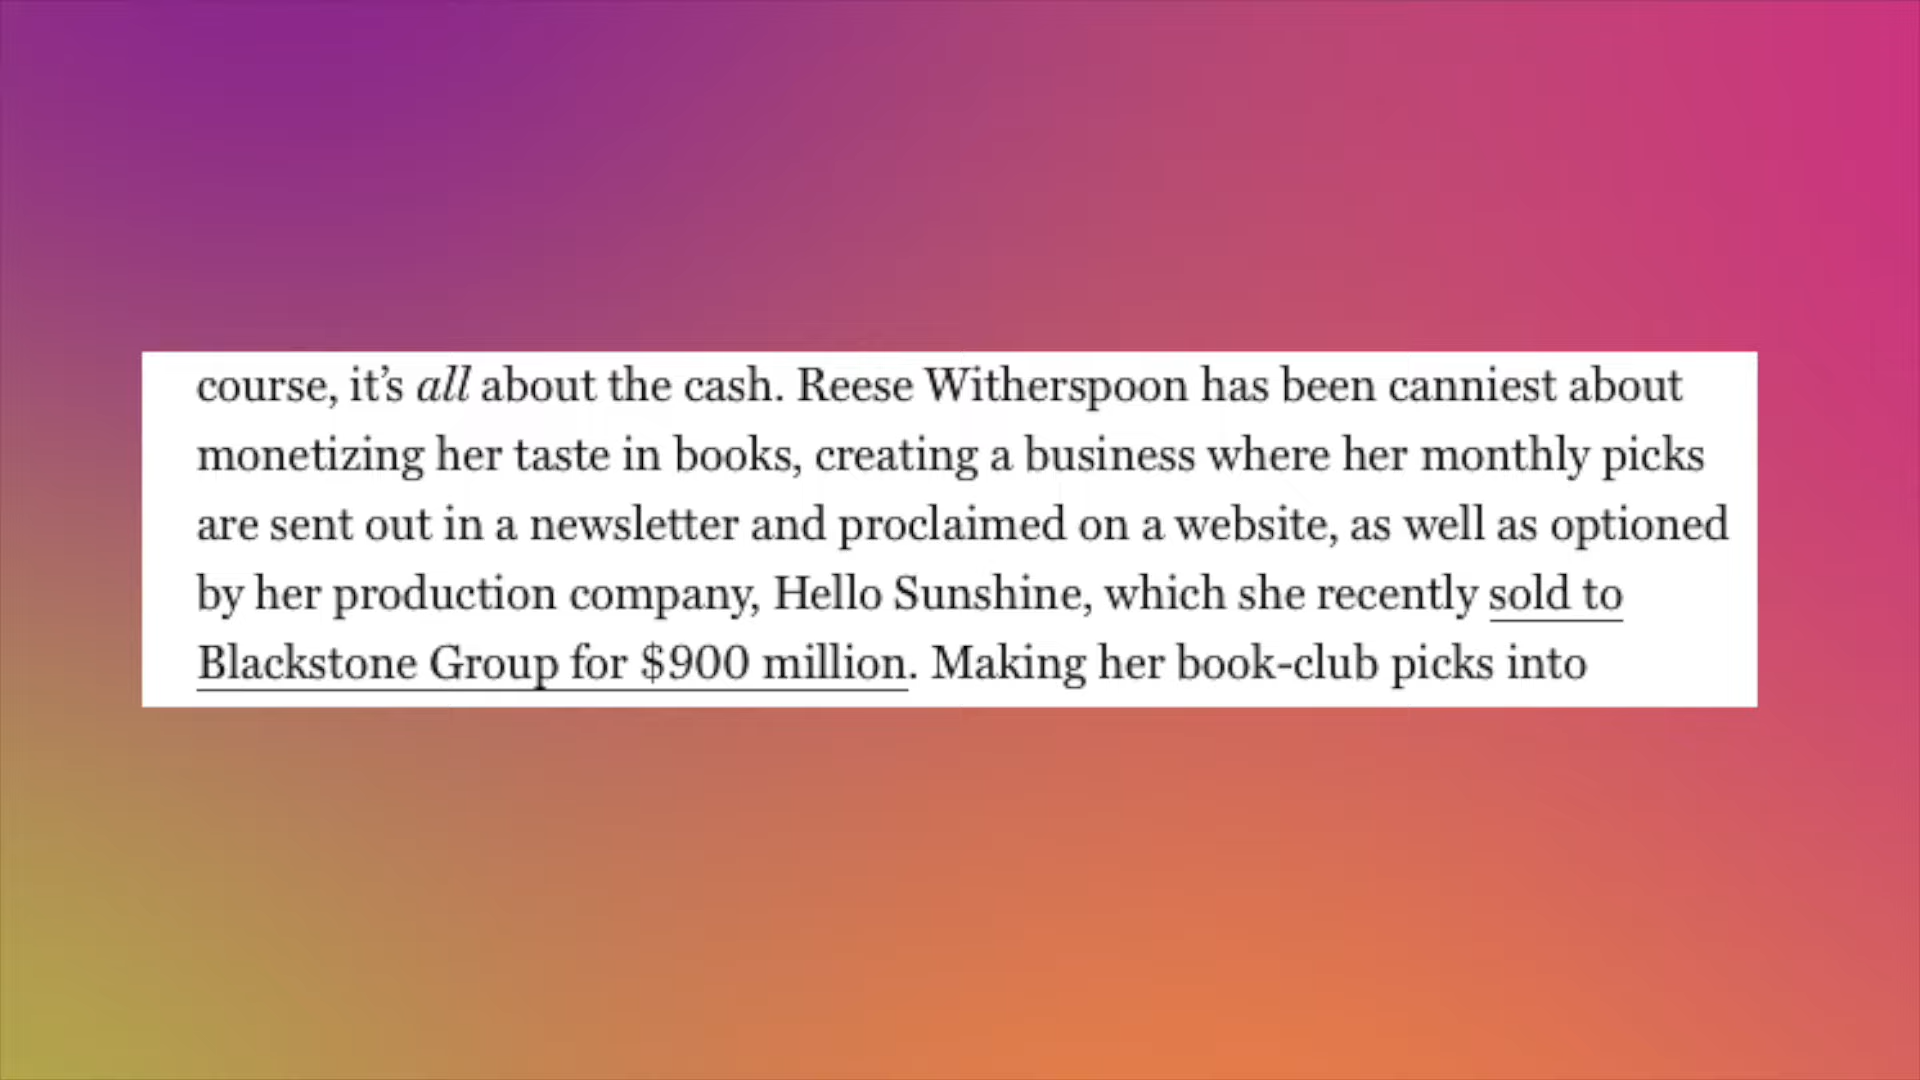 course, it’s all about the cash. Reese Witherspoon has been canniest about
monetizing her taste in books, creating a business where her monthly picks
are sent out in a newsletter and proclaimed on a website, as well as optioned
by her production company, Hello Sunshine, which she recently sold to
Blackstone Group for $900 million. Making her book-club picks into